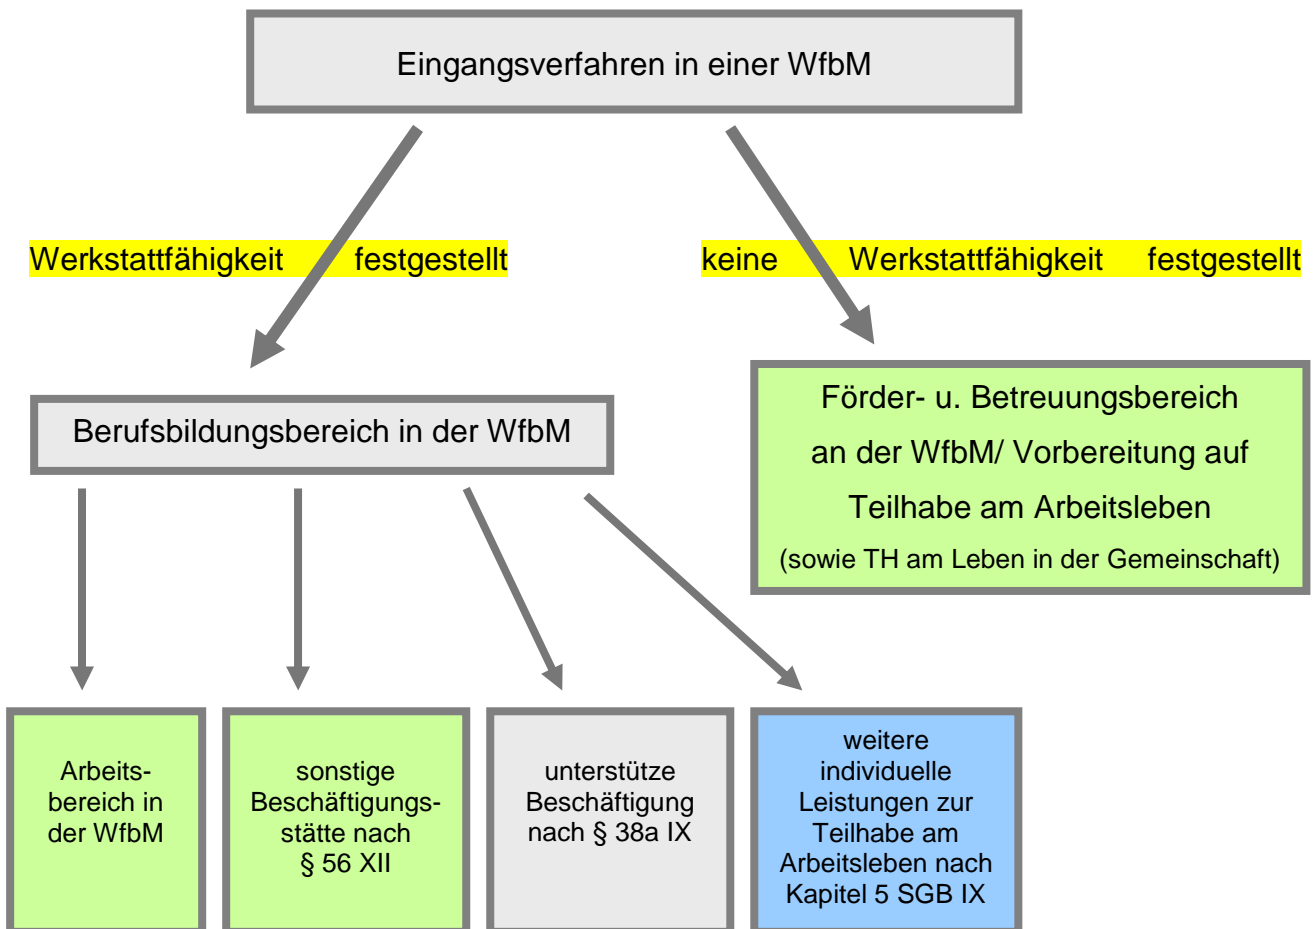 Eingangsverfahren in einer WfbM
Werkstattfähigkeit festgestellt
keine Werkstattfähigkeit festgestellt
Berufsbildungsbereich in der WfbM
Förder- u. Betreuungsbereich
an der WfbM/ Vorbereitung auf
Teilhabe am Arbeitsleben
(sowie TH am Leben in der Gemeinschaft)
Arbeits-
bereich in
der WfbM
sonstige
Beschäftigungs-
stätte nach
§ 56 XII
unterstütze
Beschäftigung
nach § 38a IX
weitere
individuelle
Leistungen zur
Teilhabe am
Arbeitsleben nach
Kapitel 5 SGB IX